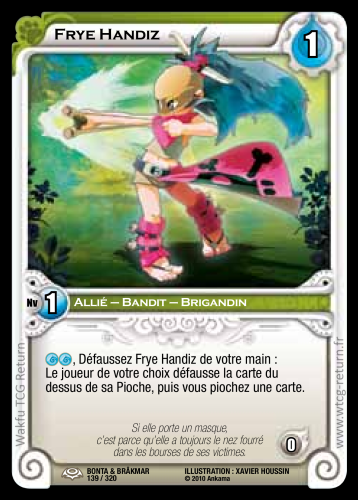 Frye Handiz
1
Nv 1 Allié – Bandit – Brigandin
, Défaussez Frye Handiz de votre main :
Le joueur de votre choix défausse la carte du
dessus de sa Pioche, puis vous piochez une carte.
Si elle porte un masque,
c'est parce qu'elle a toujours le nez fourré
dans les bourses de ses victimes.
0
BONTA & BRÂKMAR
139 / 320
ILLUSTRATION : XAVIER HOUSSIN
© 2010 Ankama
Wakfu TCG Return
www.wtcg-return.fr